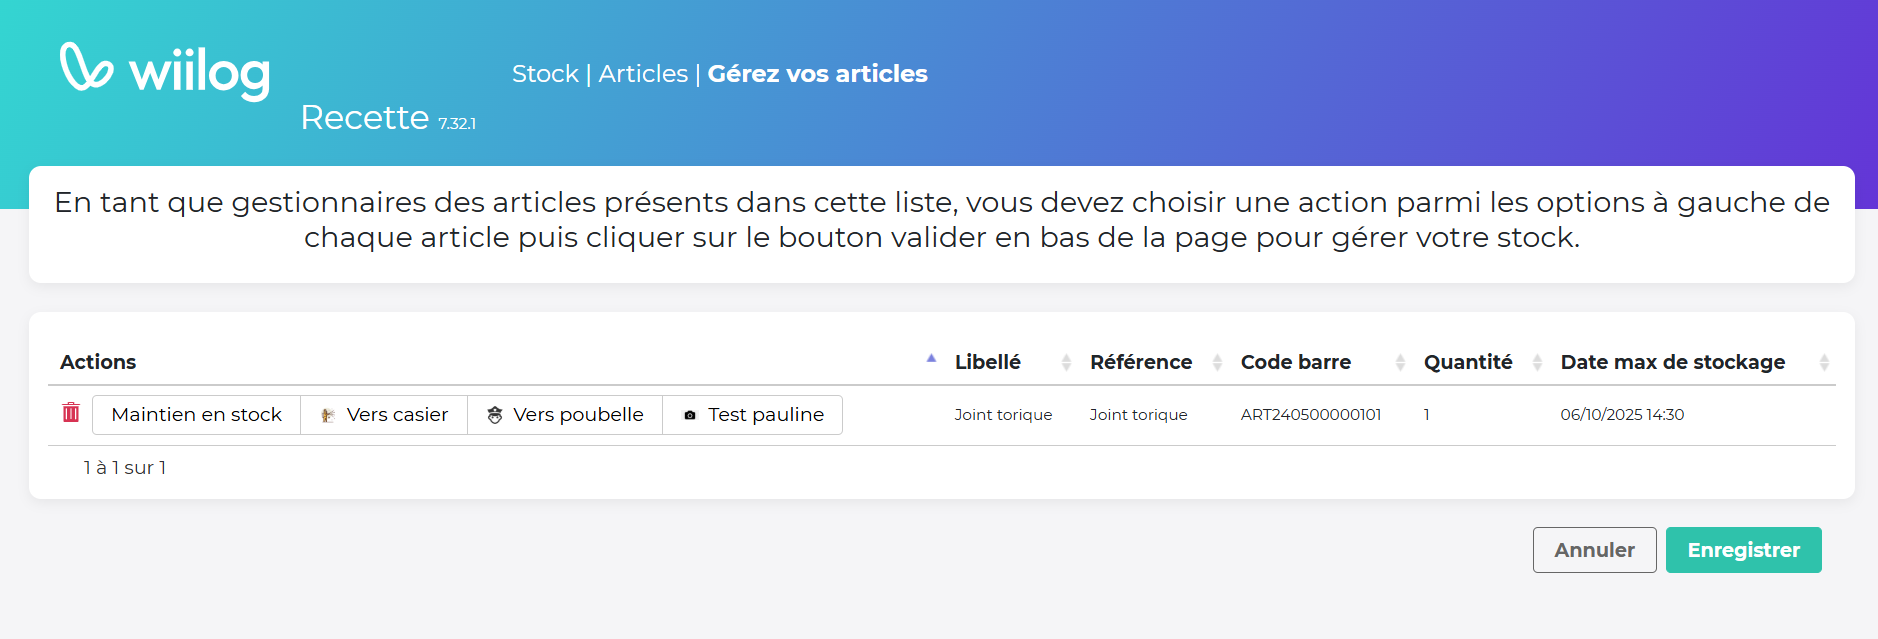 wiilog
Recette 7.32.1
Stock | Articles | Gérez vos articles
En tant que gestionnaires des articles présents dans cette liste, vous devez choisir une action parmi les options à gauche de
chaque article puis cliquer sur le bouton valider en bas de la page pour gérer votre stock.
Actions Libellé Référence Code barre Quantité Date max de stockage
Maintien en stock Vers casier Vers poubelle Test pauline Joint torique Joint torique ART240500000101 1 06/10/2025 14:30
1 à 1 sur 1
Annuler Enregistrer